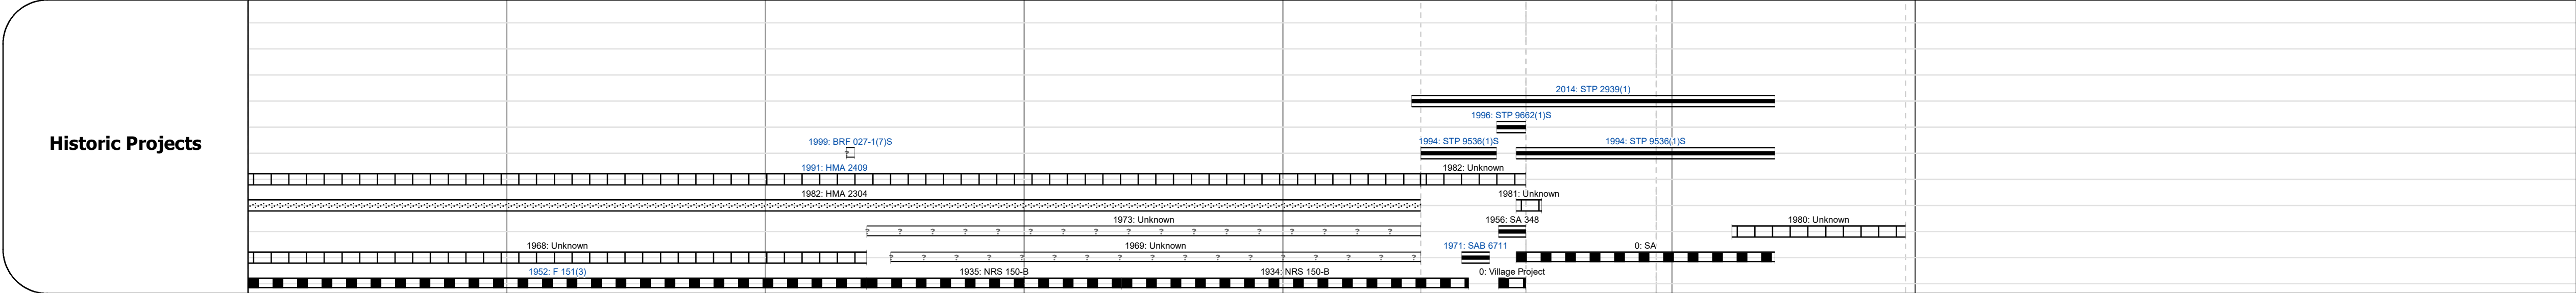 Historic Projects
2014: STP 2939(1)
1996: STP 9662(1)S
1999: BRF 027-1(7)S
1994: STP 9536(1)S
1994: STP 9536(1)S
?
1991: HMA 2409
1982: Unknown
1982: HMA 2304
1981: Unknown
1973: Unknown
1956: SA 348
1980: Unknown
? ? ? ? ? ? ? ? ? ? ? ? ? ? ? ? ?
1968: Unknown
1969: Unknown
1971: SAB 6711
0: SA
? ? ? ? ? ? ? ? ? ? ? ? ? ? ? ? ?
1952: F 151(3)
1935: NRS 150-B
1934: NRS 150-B
0: Village Project